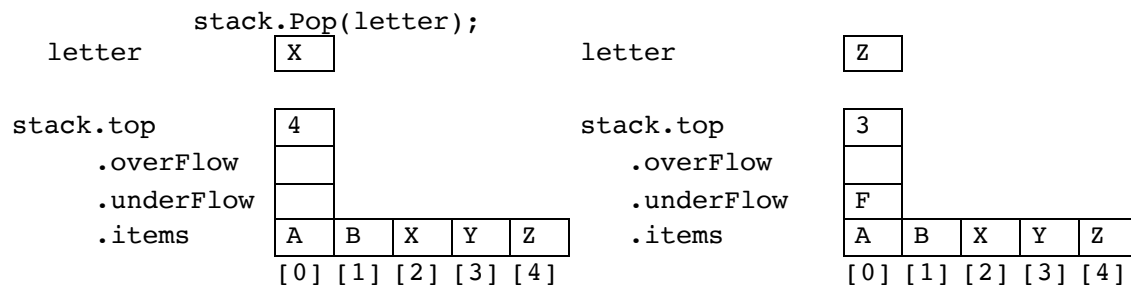 stack.Pop(letter);
letter X letter Z
stack.top 4 stack.top 3
.overFlow .overFlow
.underFlow .underFlow F
.items A B X Y Z .items A B X Y Z
[0] [1] [2] [3] [4] [0] [1] [2] [3] [4]